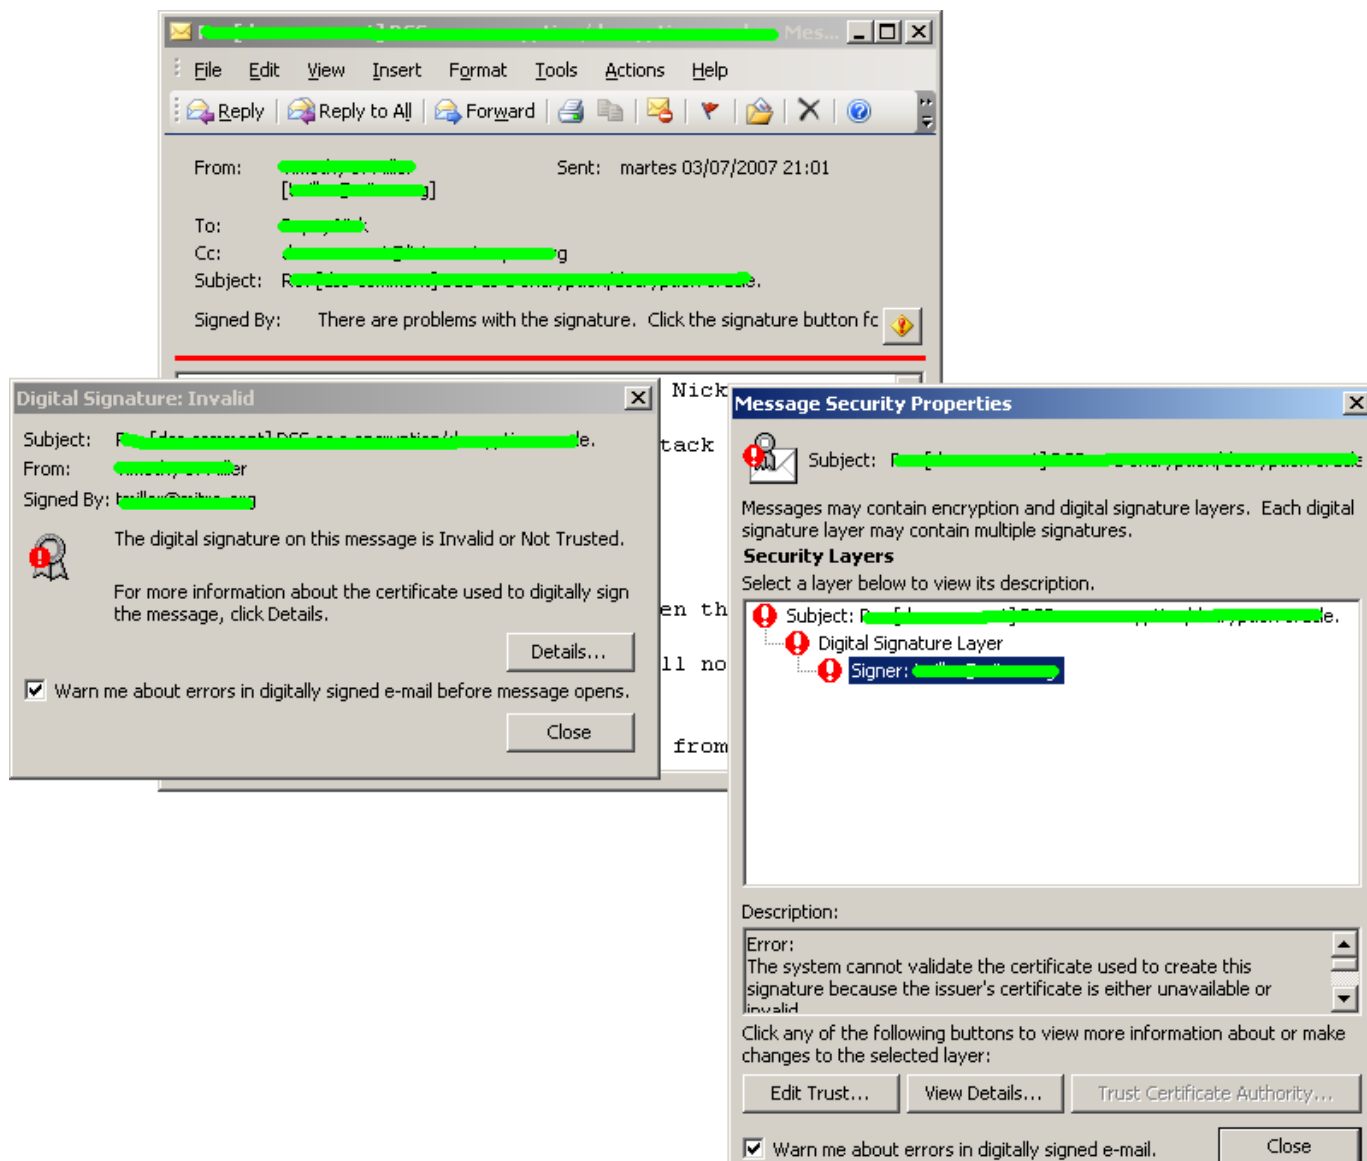 Mes...
File Edit View Insert Format Tools Actions Help
Reply Reply to All Forward
From: Sent: martes 03/07/2007 21:01
To:
Cc:
Subject:
Signed By: There are problems with the signature. Click the signature button fc
Nick
tack
en th
ll no
from
Digital Signature: Invalid
Subject:
From:
Signed By:
The digital signature on this message is Invalid or Not Trusted.
For more information about the certificate used to digitally sign
the message, click Details.
Details...
Warn me about errors in digitally signed e-mail before message opens.
Close
Message Security Properties
Subject:
Messages may contain encryption and digital signature layers. Each digital
signature layer may contain multiple signatures.
Security Layers
Select a layer below to view its description.
Subject:
Digital Signature Layer
Signer:
Description:
Error:
The system cannot validate the certificate used to create this
signature because the issuer's certificate is either unavailable or
invalid
Click any of the following buttons to view more information about or make
changes to the selected layer:
Edit Trust... View Details... Trust Certificate Authority...
Warn me about errors in digitally signed e-mail. Close